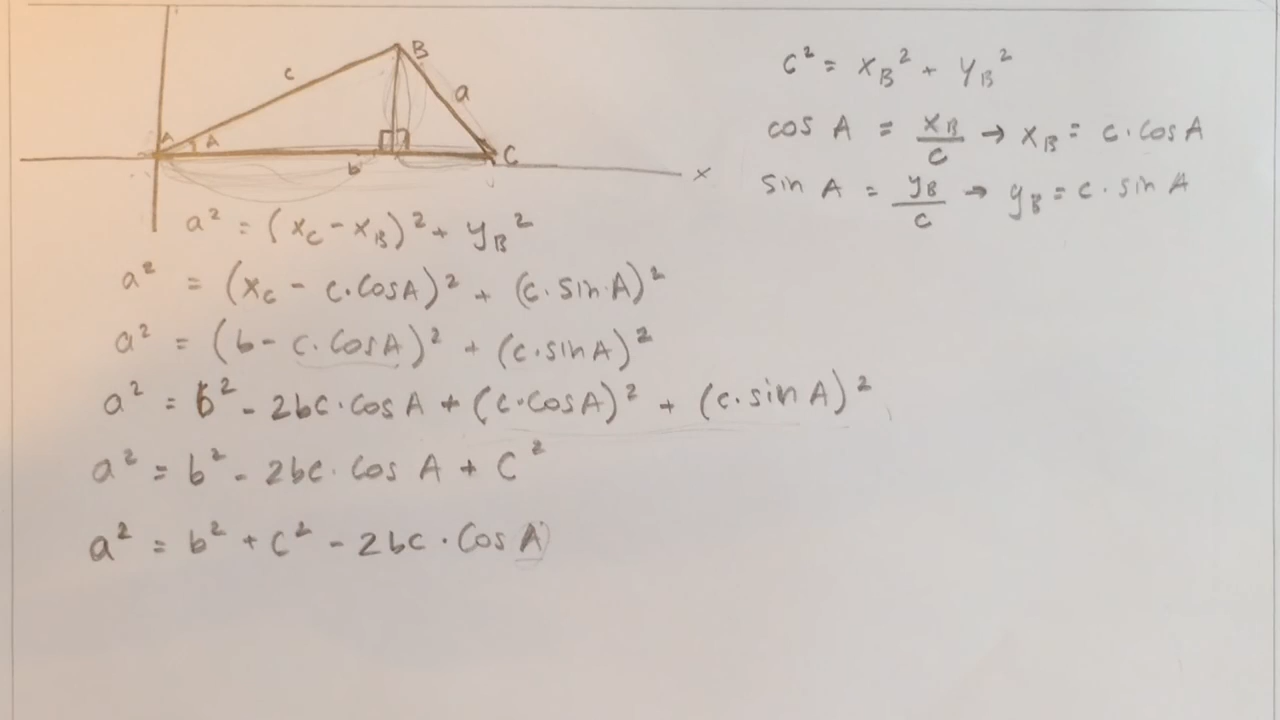 B
c
a
A A
C
b
x
c² = x_B² + y_B²
cos A = x_B/c → x_B = c · cos A
sin A = y_B/c → y_B = c · sin A
a² = (x_C - x_B)² + y_B²
a² = (x_C - c · cos A)² + (c · sin A)²
a² = (b - c · cos A)² + (c · sin A)²
a² = b² - 2bc · cos A + (c · cos A)² + (c · sin A)²
a² = b² - 2bc · cos A + c²
a² = b² + c² - 2bc · cos A